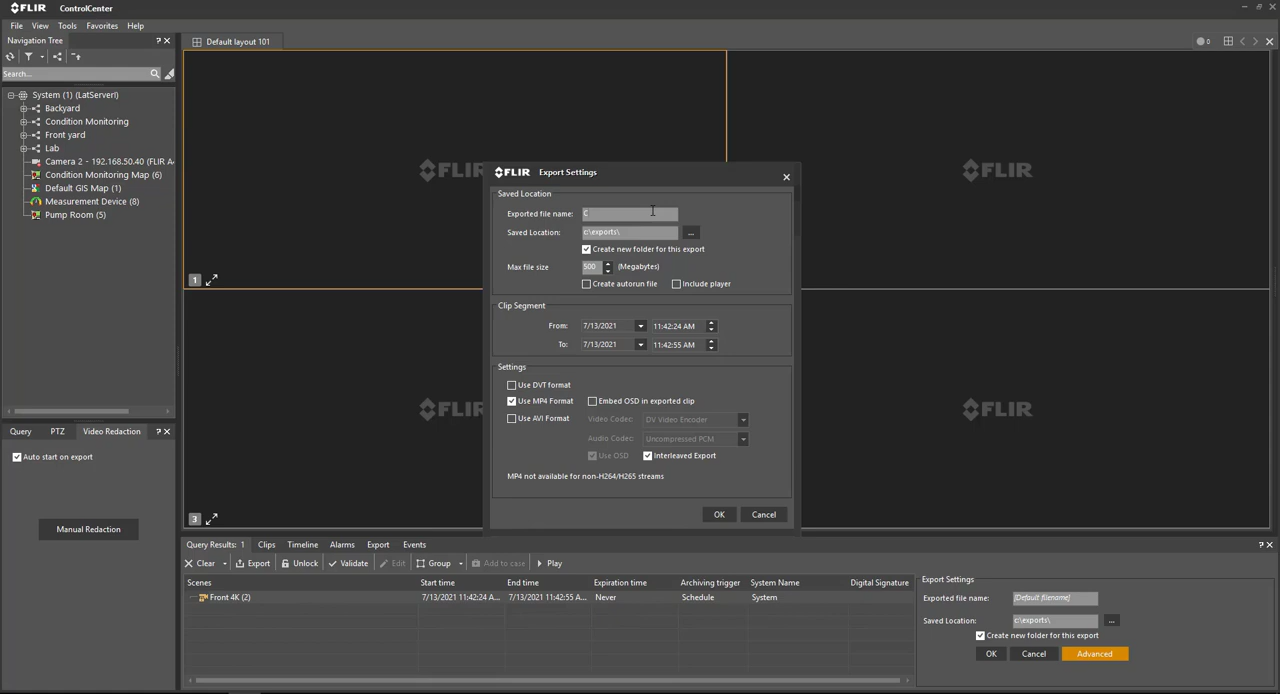 FLIR ControlCenter
File View Tools Favorites Help
Navigation Tree ? ×
Default layout 101
0
Search...
System (1) (LatServer!)
Backyard
Condition Monitoring
Front yard
Lab
Camera 2 - 192.168.50.40 (FLIR A
Condition Monitoring Map (6)
Default GIS Map (1)
Measurement Device (8)
Pump Room (5)
FLIR
FLIR
FLIR Export Settings
Saved Location
Exported file name: C
Saved Location: c:\exports\ ...
Create new folder for this export
Max file size 500 (Megabytes)
Create autorun file Include player
1
Clip Segment
From: 7/13/2021 11:42:24 AM
To: 7/13/2021 11:42:55 AM
Settings
Use DVT format
Use MP4 Format Embed OSD in exported clip
Use AVI Format Video Codec: DV Video Encoder
Audio Codec: Uncompressed PCM
Use OSD Interleaved Export
MP4 not available for non-H264/H265 streams
OK Cancel
FLIR
FLIR
3
Query PTZ Video Redaction ? ×
Auto start on export
Manual Redaction
Query Results: 1 Clips Timeline Alarms Export Events ? ×
Clear Export Unlock Validate Edit Group Add to case Play
Scenes Start time End time Expiration time Archiving trigger System Name Digital Signature
Front 4K (2) 7/13/2021 11:42:24 A... 7/13/2021 11:42:55 A... Never Schedule System
Export Settings
Exported file name: [Default filename]
Saved Location: c:\exports\ ...
Create new folder for this export
OK Cancel Advanced